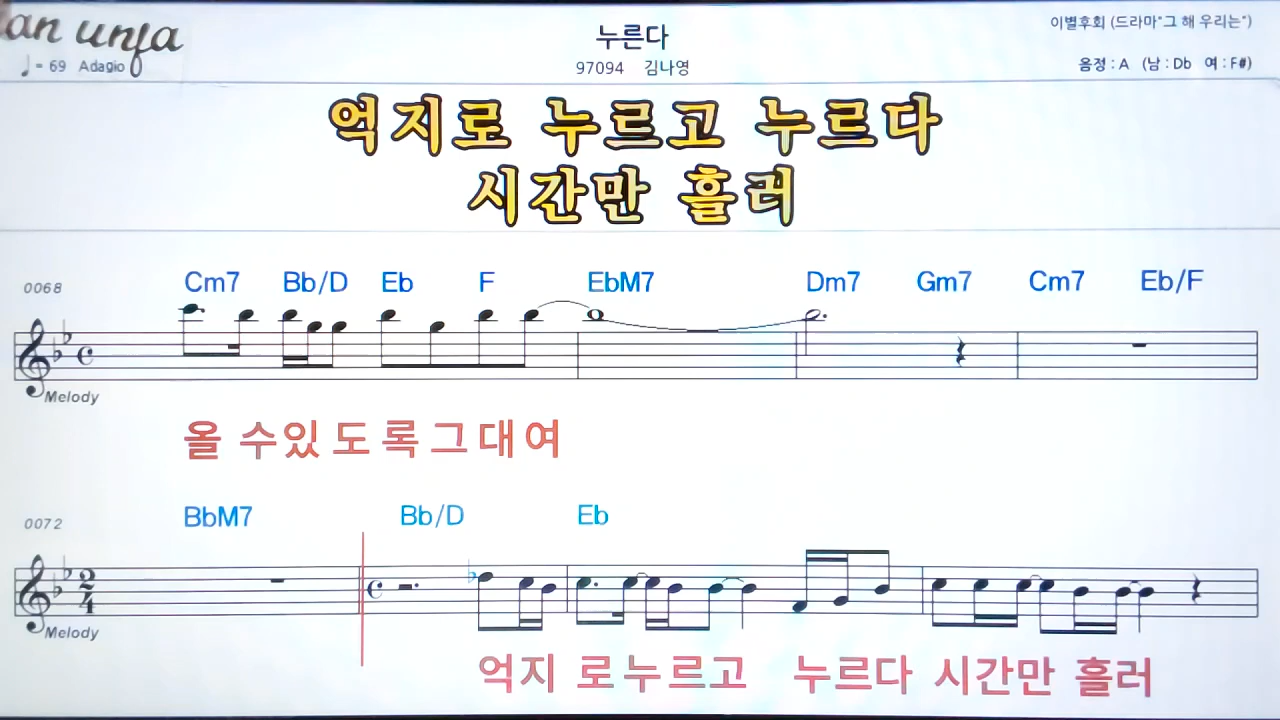 an unfa
누른다
이별후회 (드라마"그 해 우리는")
♩= 69 Adagio
97094 김나영
음정 : A (남 : Db 여 : F#)
억지로 누르고 누르다
시간만 흘러
0068 Cm7 Bb/D Eb F EbM7 Dm7 Gm7 Cm7 Eb/F
Melody
올 수있 도 록 그 대 여
0072 BbM7 Bb/D Eb
2
4
Melody
억지 로누르고 누르다 시간만 흘러